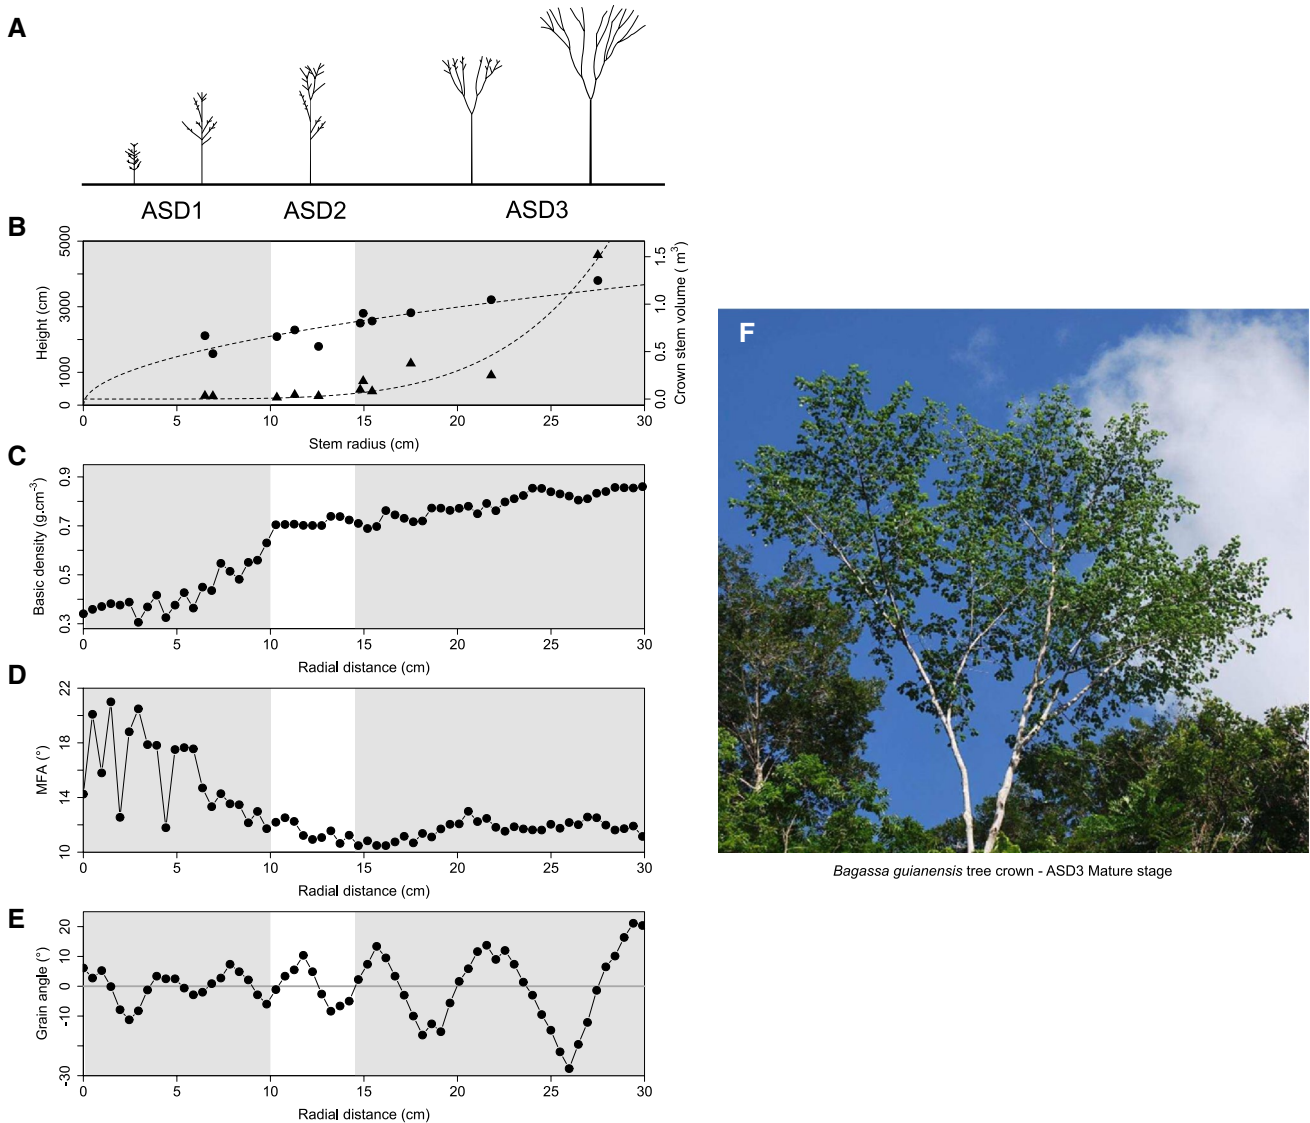 A
ASD1 ASD2 ASD3
B
Height (cm)
0 1000 3000 5000
Crown stem volume ( m3)
0.0 0.5 1.0 1.5
0 5 10 15 20 25 30
Stem radius (cm)
C
Basic density (g.cm-3)
0.3 0.5 0.7 0.9
0 5 10 15 20 25 30
Radial distance (cm)
D
MFA (°)
10 14 18 22
0 5 10 15 20 25 30
Radial distance (cm)
E
Grain angle (°)
-30 -10 0 10 20
0 5 10 15 20 25 30
Radial distance (cm)
F
Bagassa guianensis tree crown - ASD3 Mature stage